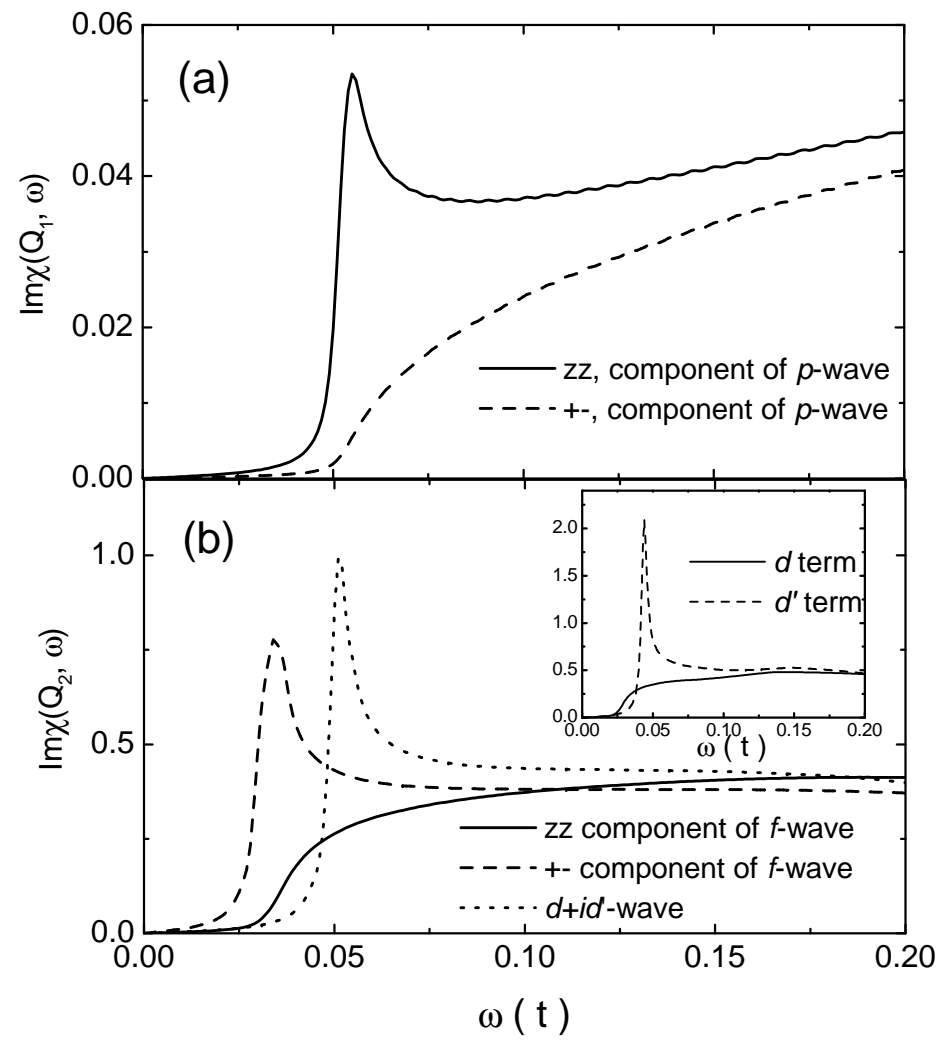 0.06
(a)
0.04
Imχ(Q1, ω)
0.02
zz, component of p-wave
+-, component of p-wave
0.00
(b)
2.0
1.5
1.0
0.5
0.0
d term
d' term
0.00 0.05 0.10 0.15 0.20
ω ( t )
1.0
Imχ(Q2, ω)
0.5
zz component of f-wave
+- component of f-wave
d+id'-wave
0.0
0.00 0.05 0.10 0.15 0.20
ω ( t )